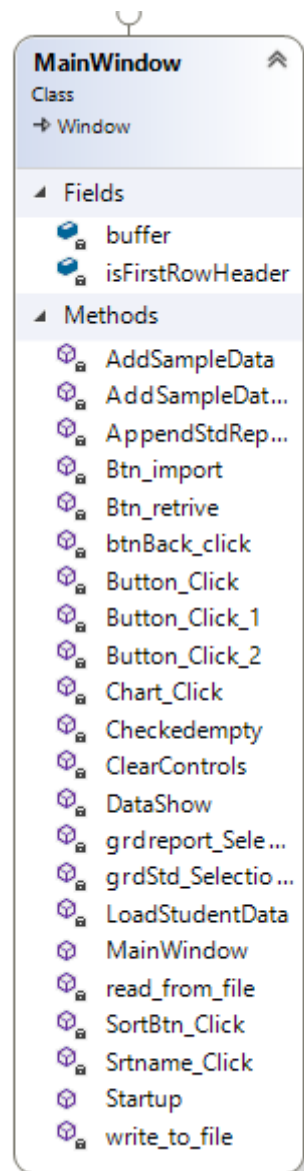 MainWindow
Class
Window
Fields
buffer
isFirstRowHeader
Methods
AddSampleData
AddSampleDat...
AppendStdRep...
Btn_import
Btn_retrive
btnBack_click
Button_Click
Button_Click_1
Button_Click_2
Chart_Click
Checkedempty
ClearControls
DataShow
grdreport_Sele...
grdStd_Selectio...
LoadStudentData
MainWindow
read_from_file
SortBtn_Click
Srtname_Click
Startup
write_to_file